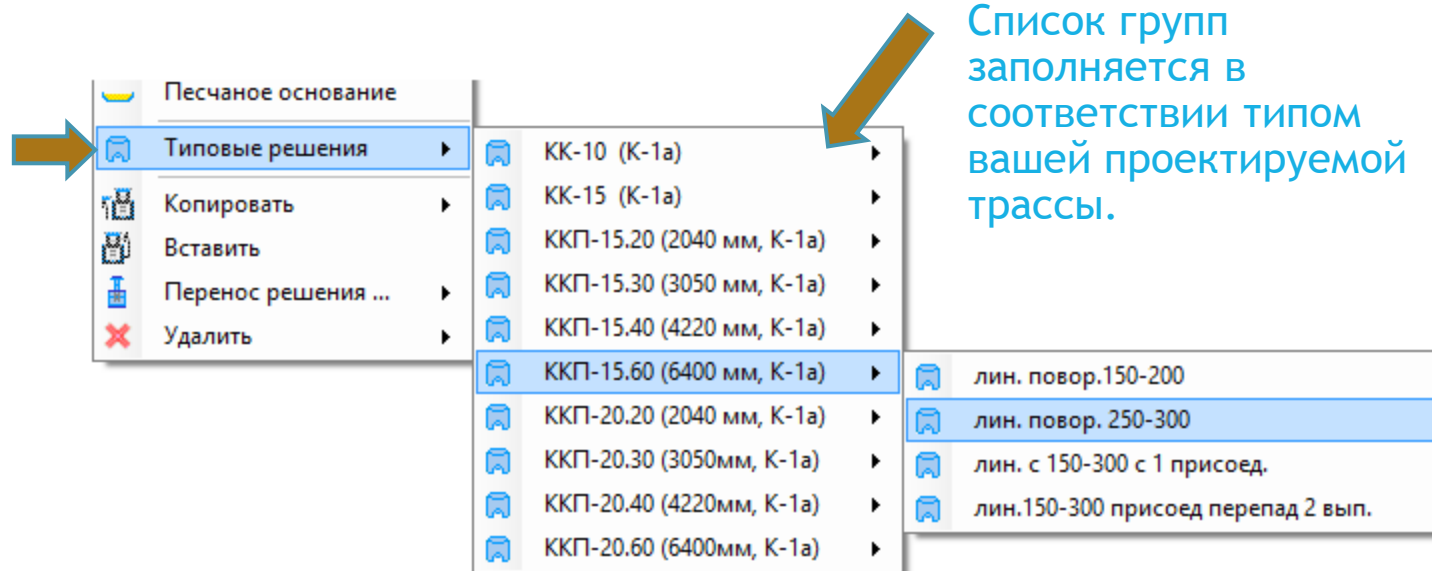 Список групп
заполняется в
соответствии типом
вашей проектируемой
трассы.
Песчаное основание
Типовые решения
Копировать
Вставить
Перенос решения ...
Удалить
КК-10 (К-1а)
КК-15 (К-1а)
ККП-15.20 (2040 мм, К-1а)
ККП-15.30 (3050 мм, К-1а)
ККП-15.40 (4220 мм, К-1а)
ККП-15.60 (6400 мм, К-1а)
ККП-20.20 (2040 мм, К-1а)
ККП-20.30 (3050мм, К-1а)
ККП-20.40 (4220мм, К-1а)
ККП-20.60 (6400мм, К-1а)
лин. повор.150-200
лин. повор. 250-300
лин. с 150-300 с 1 присоед.
лин.150-300 присоед перепад 2 вып.